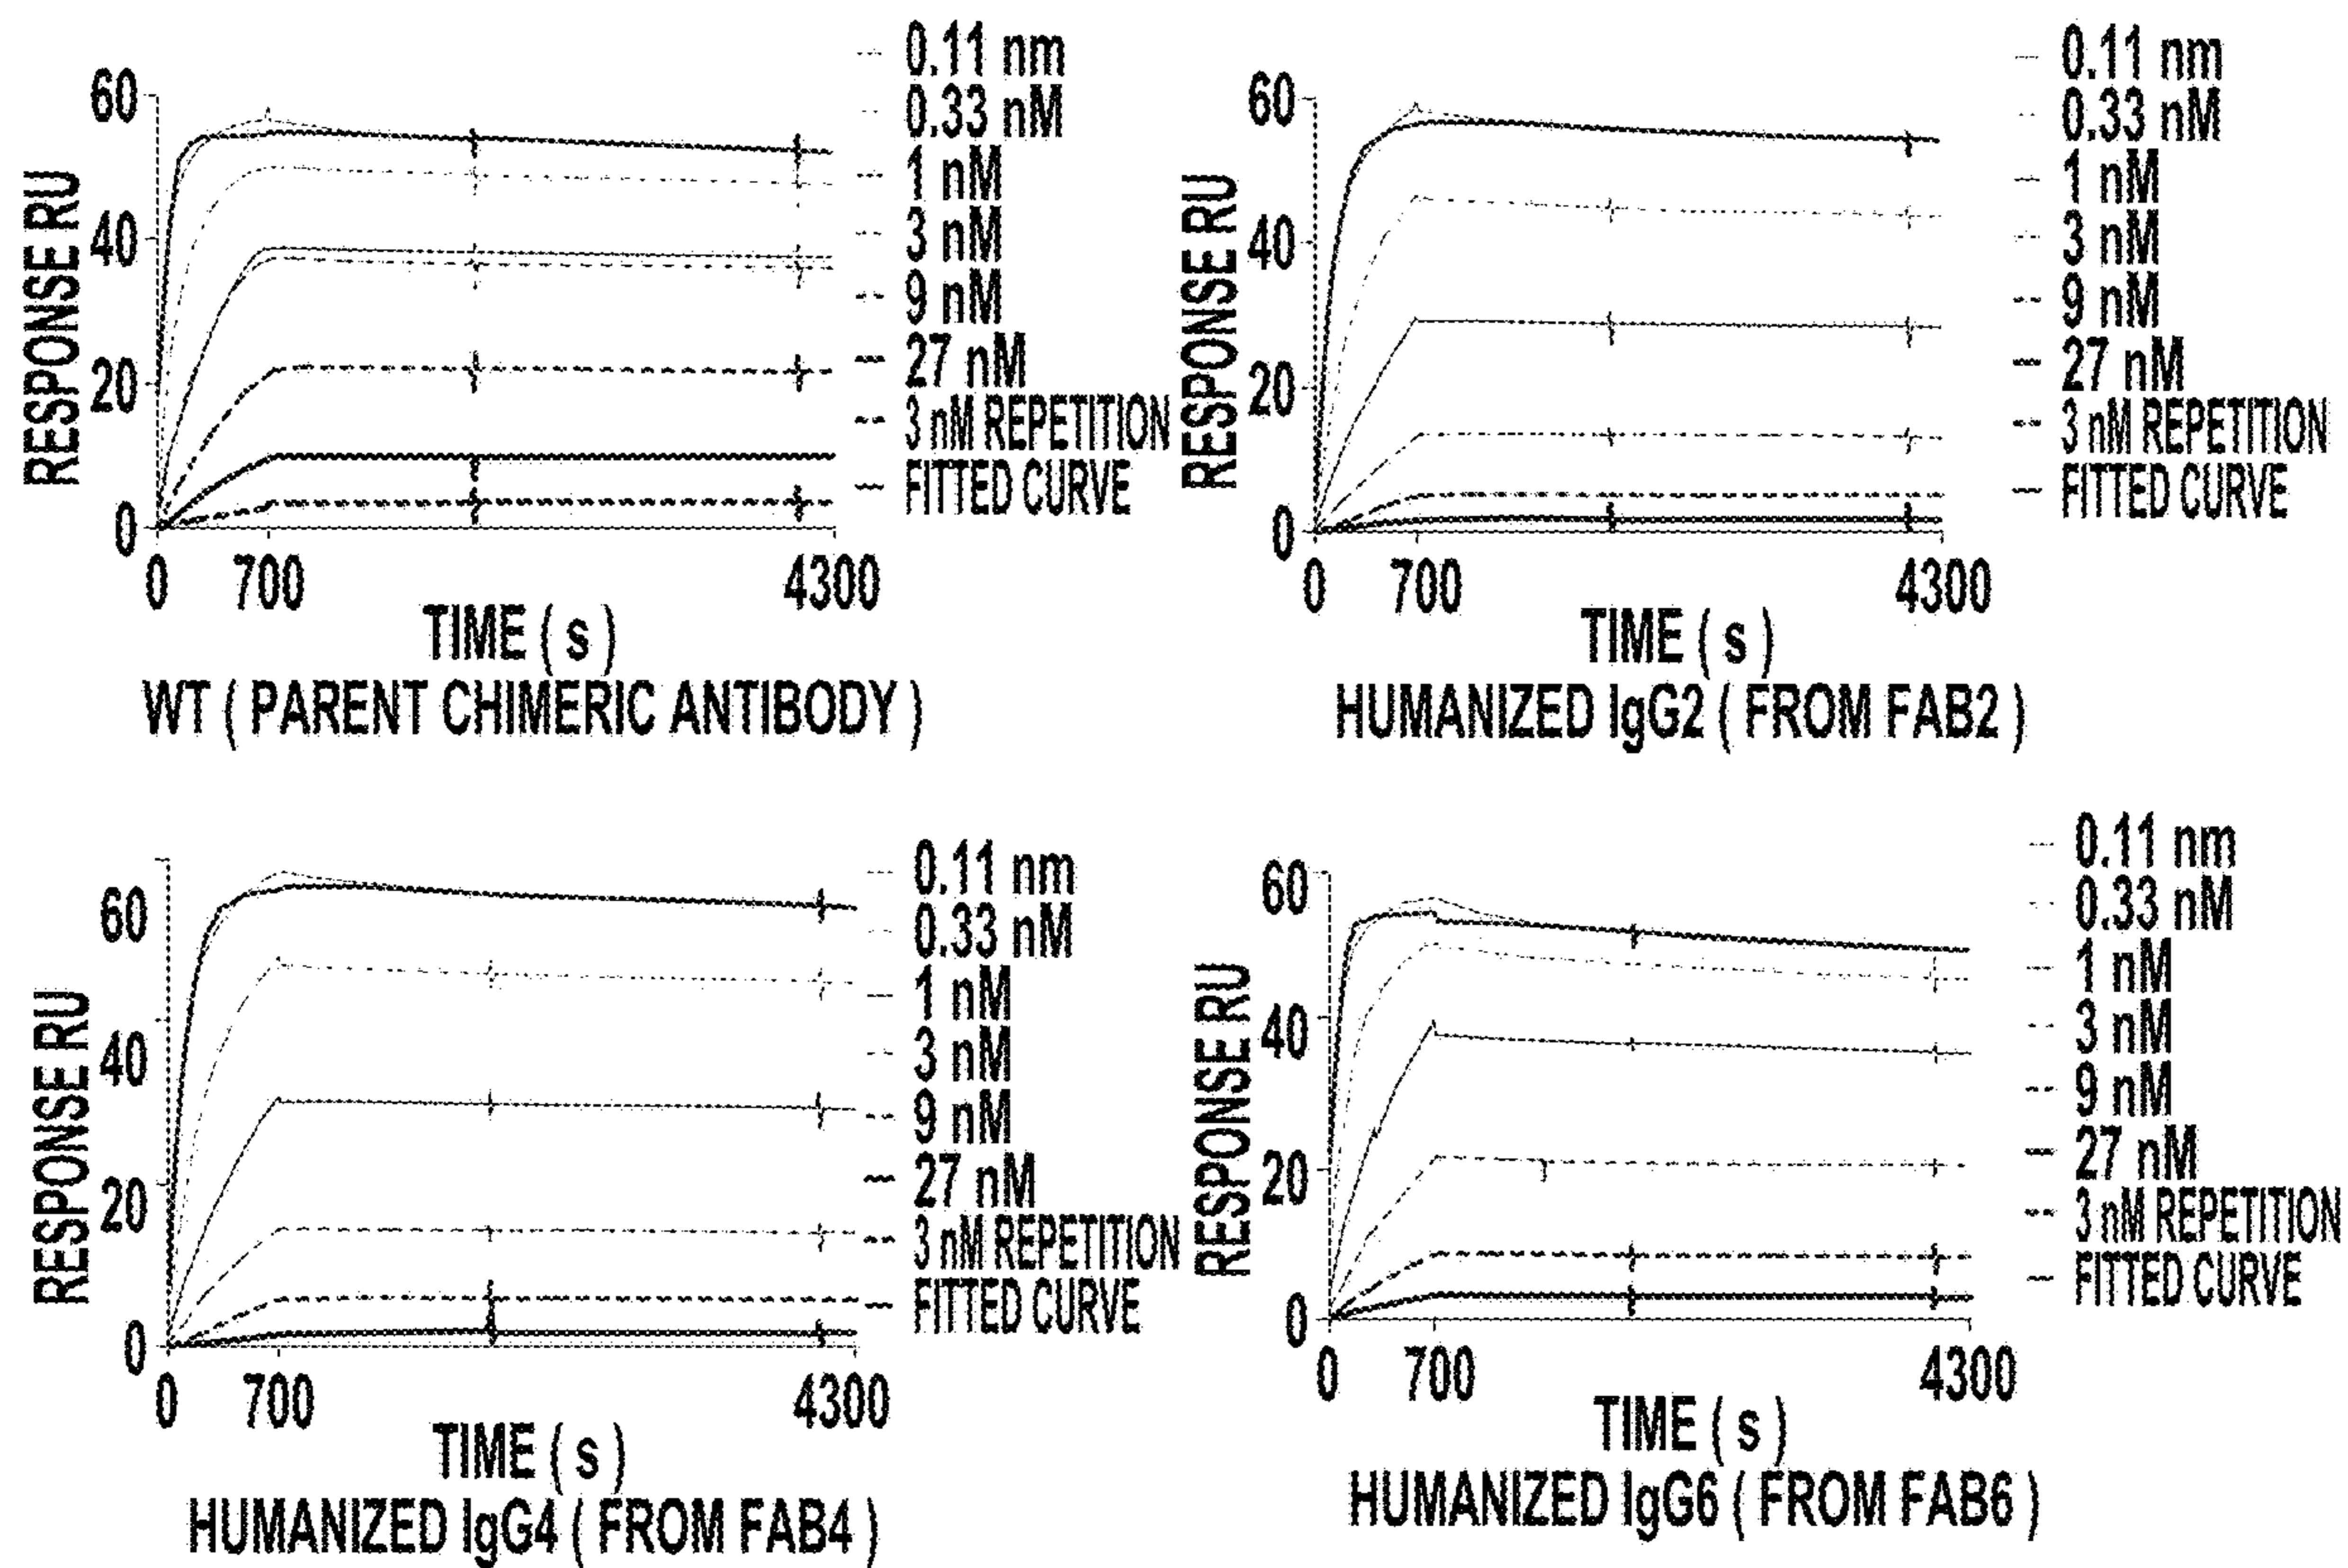 RESPONSE RU
60
40
20
0
0
700
4300
TIME ( s )
WT ( PARENT CHIMERIC ANTIBODY )
0.11 nm
0.33 nM
1 nM
3 nM
9 nM
27 nM
3 nM REPETITION
FITTED CURVE
RESPONSE RU
60
40
20
0
0
700
4300
TIME ( s )
HUMANIZED IgG2 ( FROM FAB2 )
0.11 nm
0.33 nM
1 nM
3 nM
9 nM
27 nM
3 nM REPETITION
FITTED CURVE
RESPONSE RU
60
40
20
0
0
700
4300
TIME ( s )
HUMANIZED IgG4 ( FROM FAB4 )
0.11 nm
0.33 nM
1 nM
3 nM
9 nM
27 nM
3 nM REPETITION
FITTED CURVE
RESPONSE RU
60
40
20
0
0
700
4300
TIME ( s )
HUMANIZED IgG6 ( FROM FAB6 )
0.11 nm
0.33 nM
1 nM
3 nM
9 nM
27 nM
3 nM REPETITION
FITTED CURVE